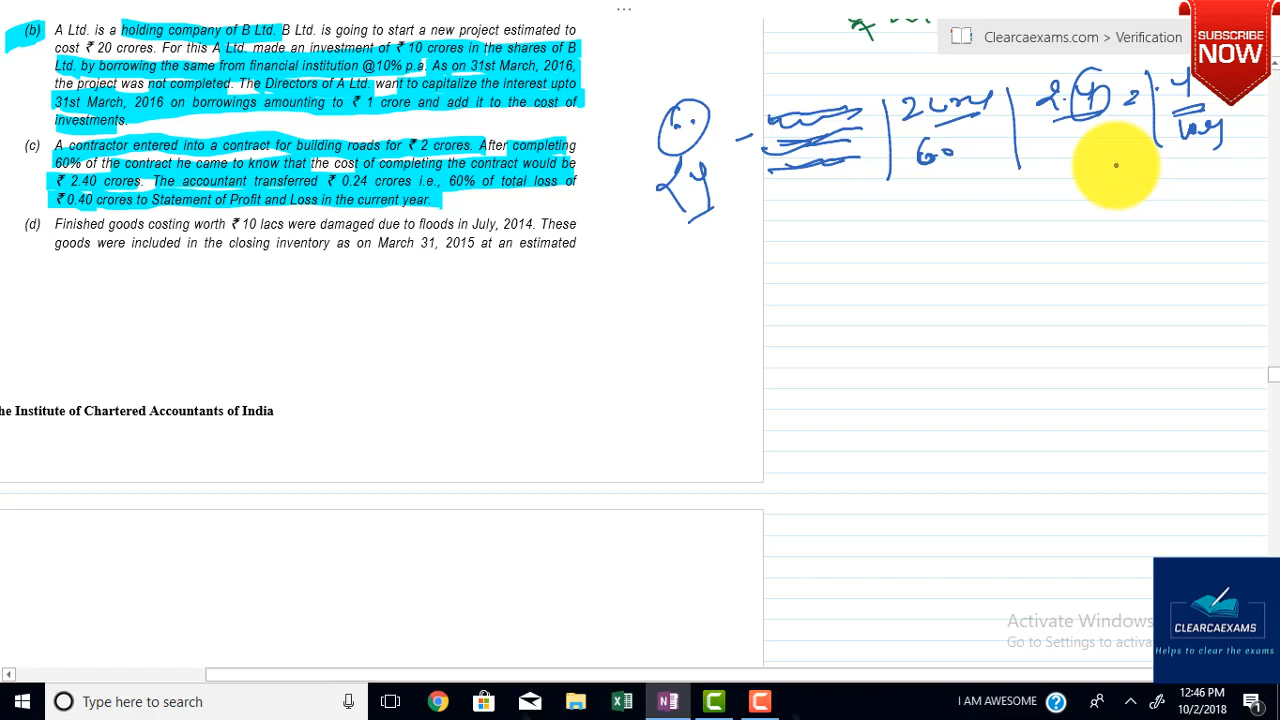 (b) A Ltd. is a holding company of B Ltd. B Ltd. is going to start a new project estimated to
cost ₹ 20 crores. For this A Ltd. made an investment of ₹ 10 crores in the shares of B
Ltd. by borrowing the same from financial institution @10% p.a. As on 31st March, 2016,
the project was not completed. The Directors of A Ltd. want to capitalize the interest upto
31st March, 2016 on borrowings amounting to ₹ 1 crore and add it to the cost of
investments.
(c) A contractor entered into a contract for building roads for ₹ 2 crores. After completing
60% of the contract he came to know that the cost of completing the contract would be
₹ 2.40 crores. The accountant transferred ₹ 0.24 crores i.e., 60% of total loss of
₹ 0.40 crores to Statement of Profit and Loss in the current year.
(d) Finished goods costing worth ₹ 10 lacs were damaged due to floods in July, 2014. These
goods were included in the closing inventory as on March 31, 2015 at an estimated
he Institute of Chartered Accountants of India
Clearcaexams.com > Verification
SUBSCRIBE
NOW
60
2.4
.4
Activate Windows
Go to Settings to activa
CLEARCAEXAMS
Helps to clear the exams
Type here to search
I AM AWESOME
12:46 PM
10/2/2018
1